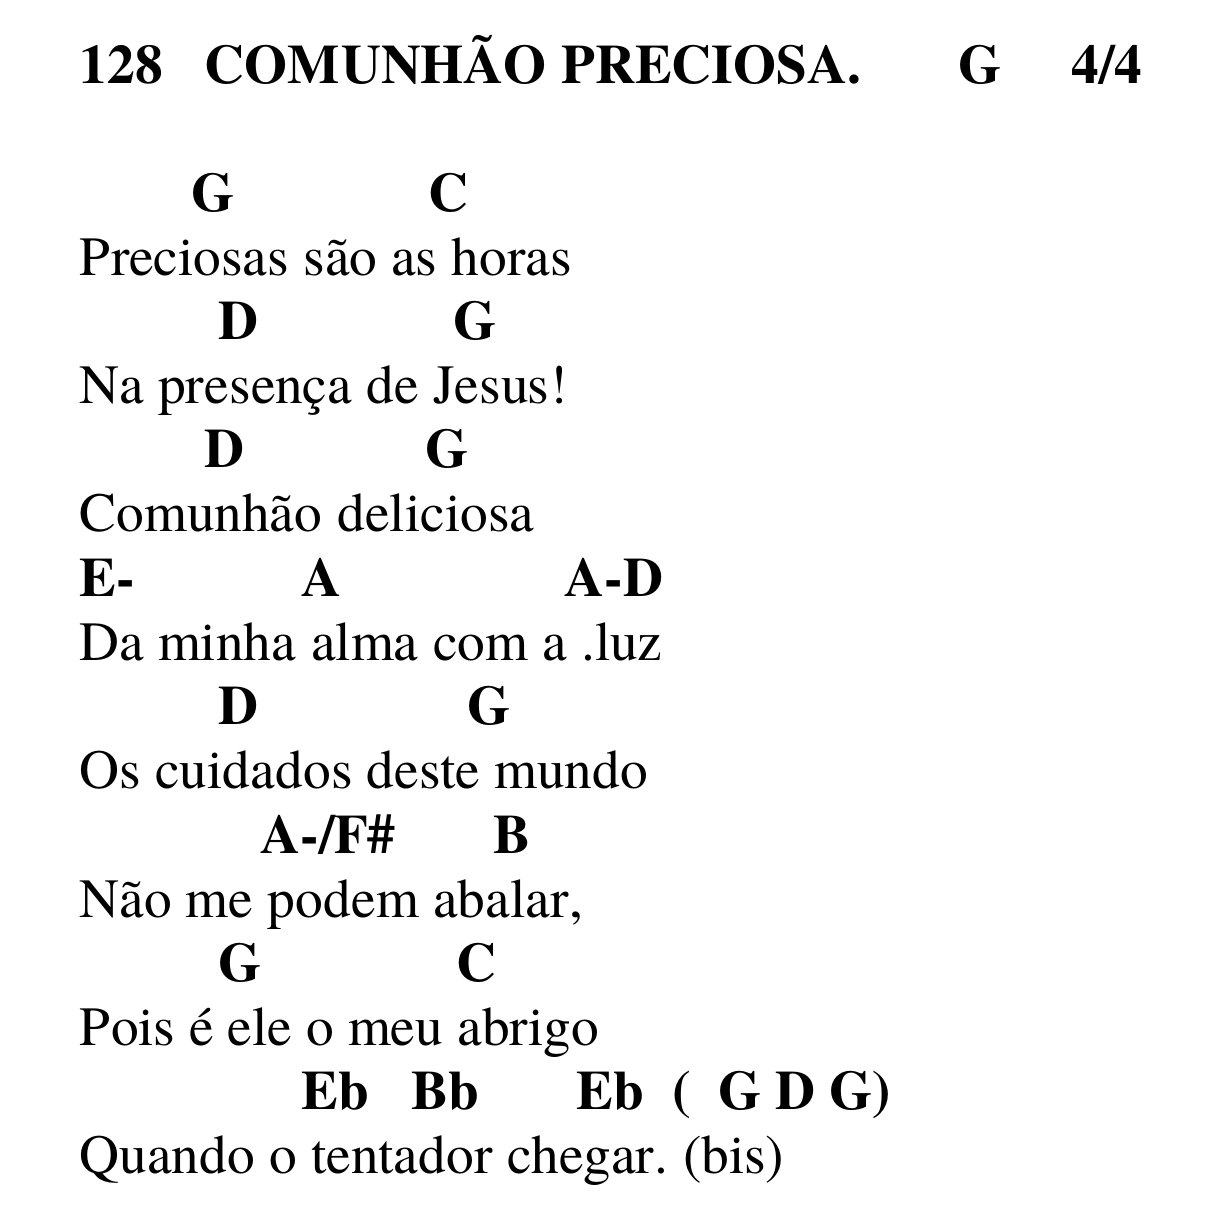 128 COMUNHÃO PRECIOSA. G 4/4
G C
Preciosas são as horas
D G
Na presença de Jesus!
D G
Comunhão deliciosa
E- A A-D
Da minha alma com a .luz
D G
Os cuidados deste mundo
A-/F# B
Não me podem abalar,
G C
Pois é ele o meu abrigo
Eb Bb Eb ( G D G)
Quando o tentador chegar. (bis)